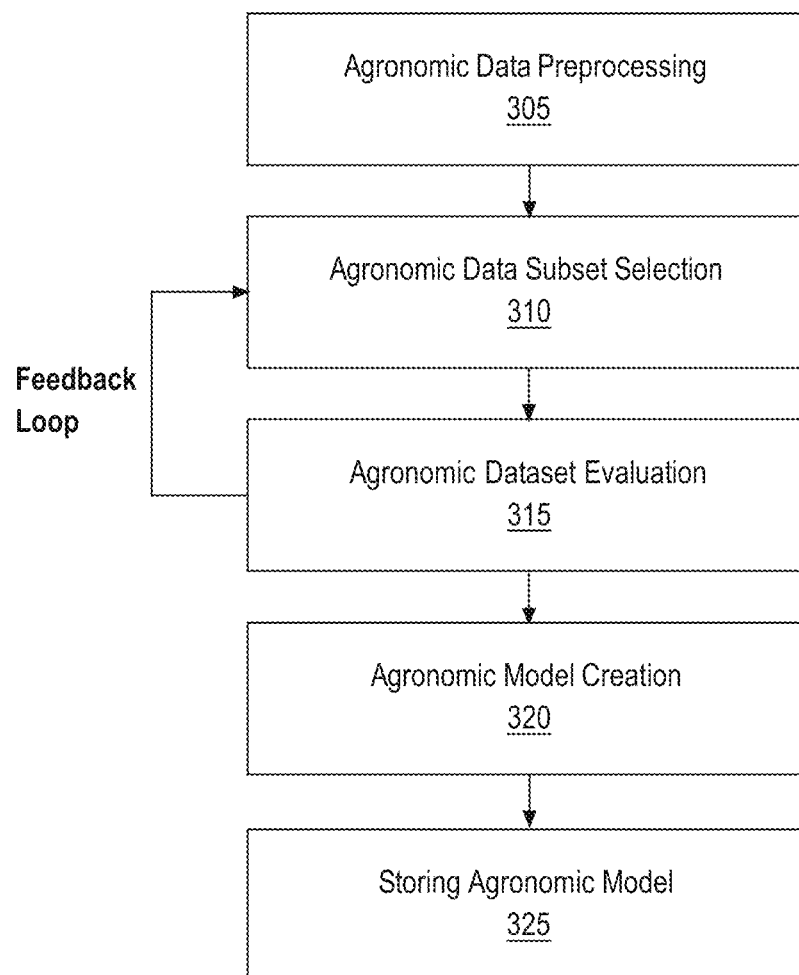 Agronomic Data Preprocessing
305
Agronomic Data Subset Selection
310
Feedback
Loop
Agronomic Dataset Evaluation
315
Agronomic Model Creation
320
Storing Agronomic Model
325